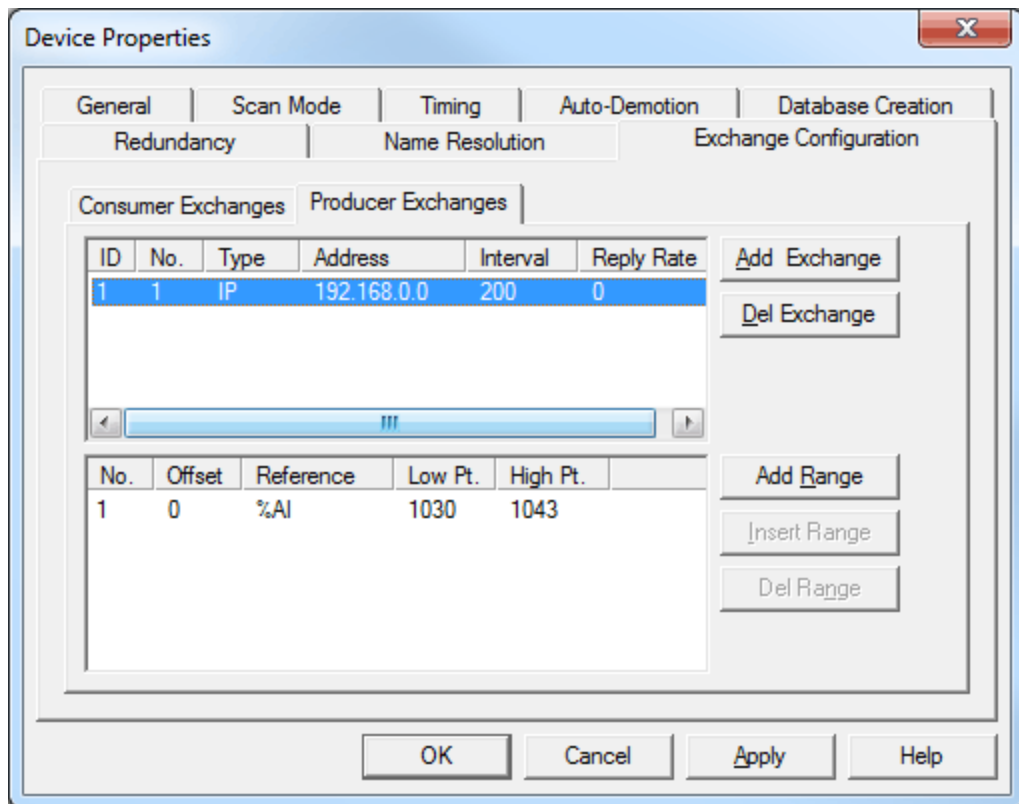 Device Properties
General Scan Mode Timing Auto-Demotion Database Creation
Redundancy Name Resolution Exchange Configuration
Consumer Exchanges Producer Exchanges
ID No. Type Address Interval Reply Rate
1 1 IP 192.168.0.0 200 0
Add Exchange
Del Exchange
No. Offset Reference Low Pt. High Pt.
1 0 %AI 1030 1043
Add Range
Insert Range
Del Range
OK Cancel Apply Help